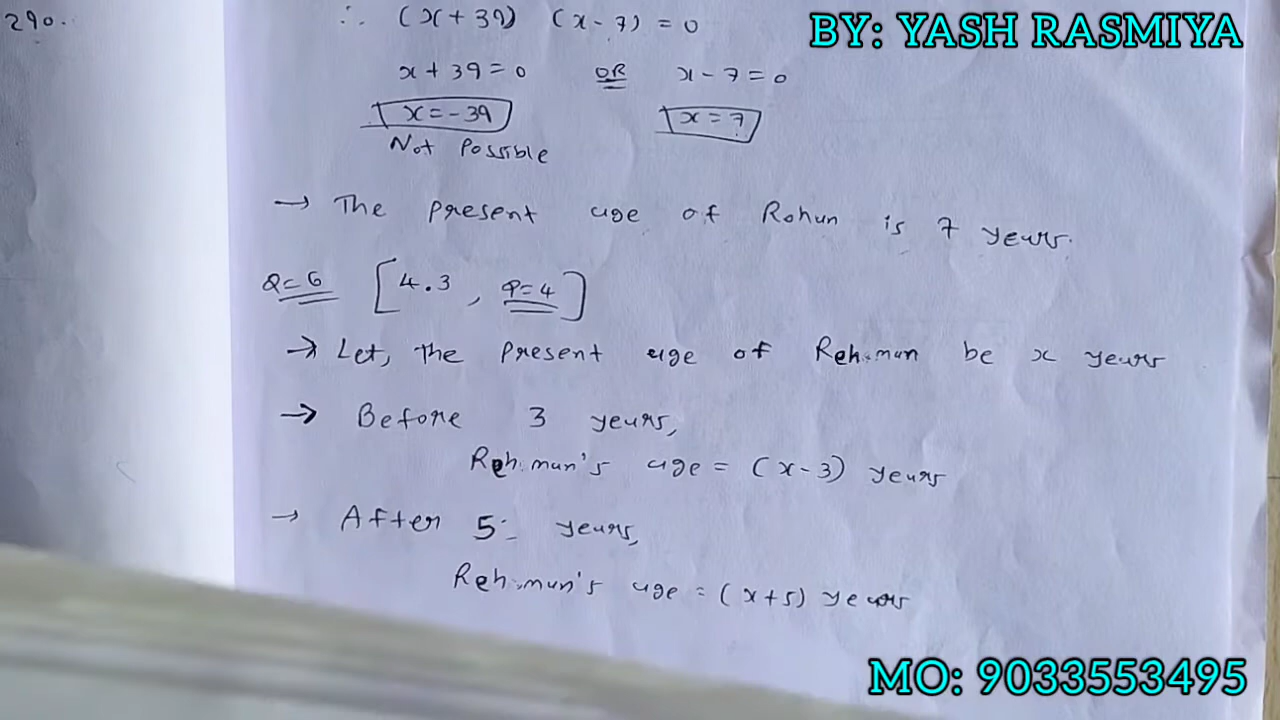 290.
∴ (x + 39) (x - 7) = 0
BY: YASH RASMIYA
x + 39 = 0 OR x - 7 = 0
x = - 39 x = 7
Not Possible
→ The present age of Rohan is 7 years.
Q=6 [4.3, Q=4]
→ Let, the present age of Rehman be x years
→ Before 3 years,
Rehman's age = (x - 3) years
→ After 5 years,
Rehman's age = (x + 5) years
MO: 9033553495